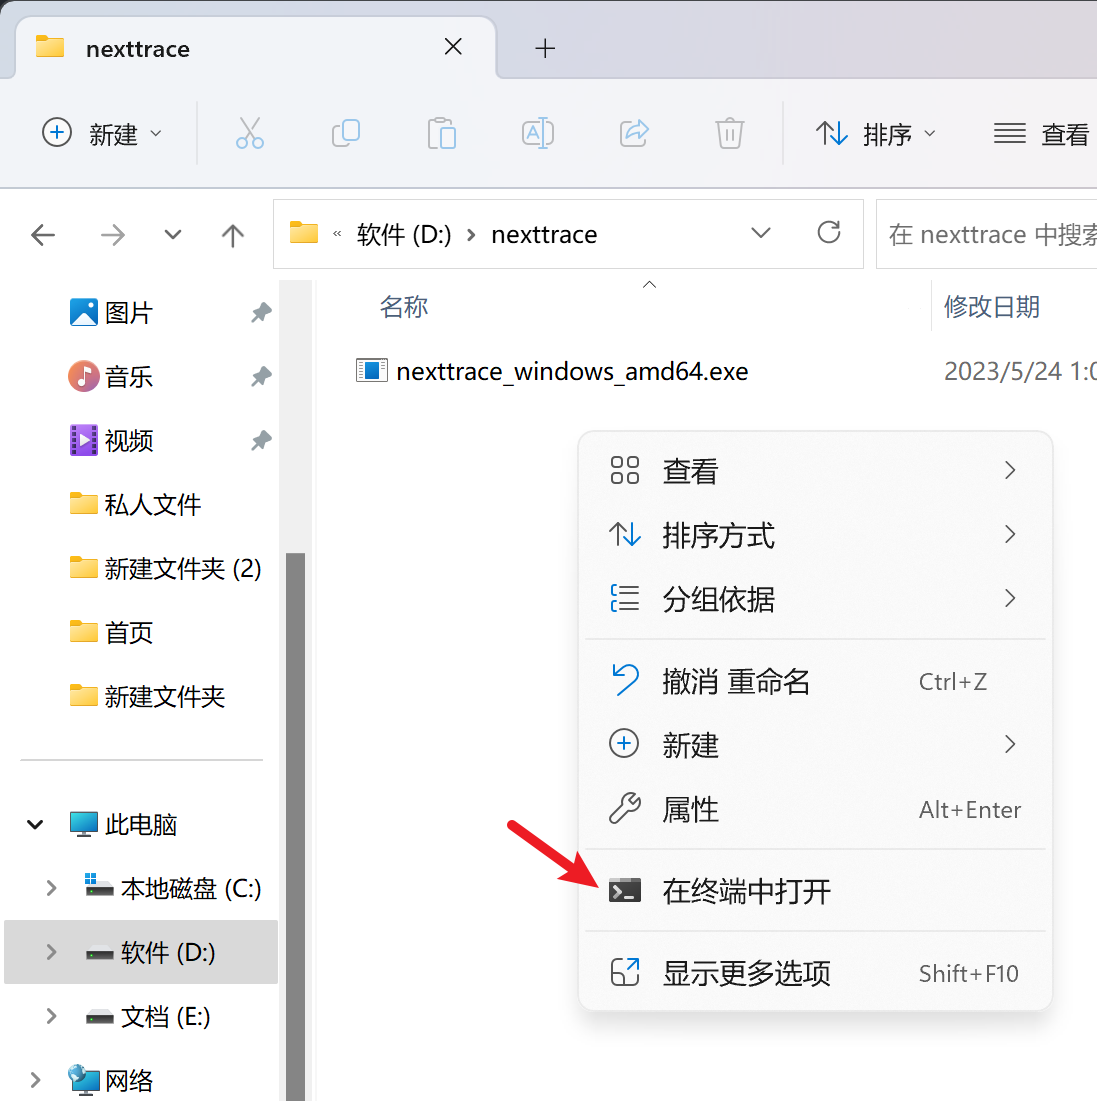 nexttrace
新建
排序
查看
软件 (D:)
nexttrace
在 nexttrace 中搜索
名称
修改日期
图片
nexttrace_windows_amd64.exe
2023/5/24 1:0
音乐
视频
私人文件
新建文件夹 (2)
首页
新建文件夹
此电脑
本地磁盘 (C:)
软件 (D:)
文档 (E:)
网络
查看
排序方式
分组依据
撤消 重命名
Ctrl+Z
新建
属性
Alt+Enter
在终端中打开
显示更多选项
Shift+F10